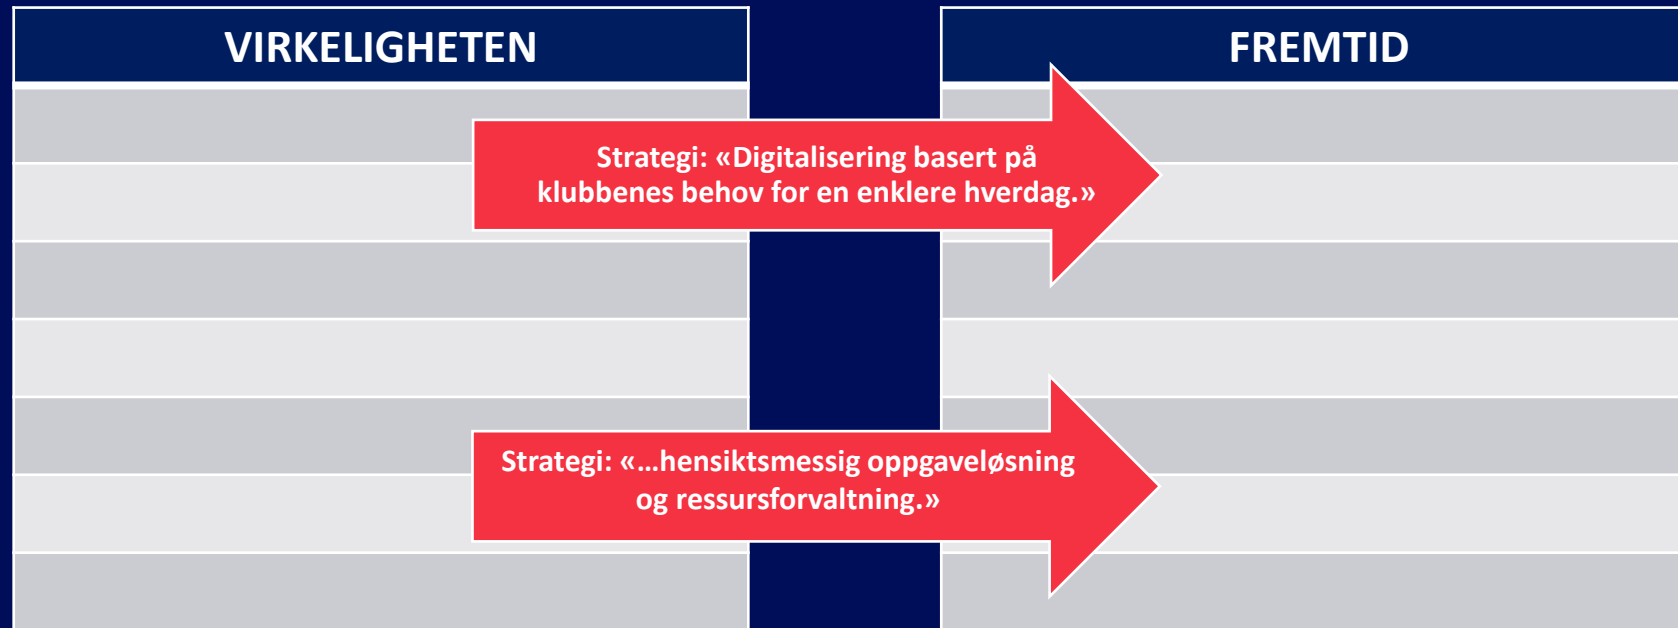 VIRKELIGHETEN
FREMTID
Strategi: «Digitalisering basert på
klubbenes behov for en enklere hverdag.»
Strategi: «…hensiktsmessig oppgaveløsning
og ressursforvaltning.»